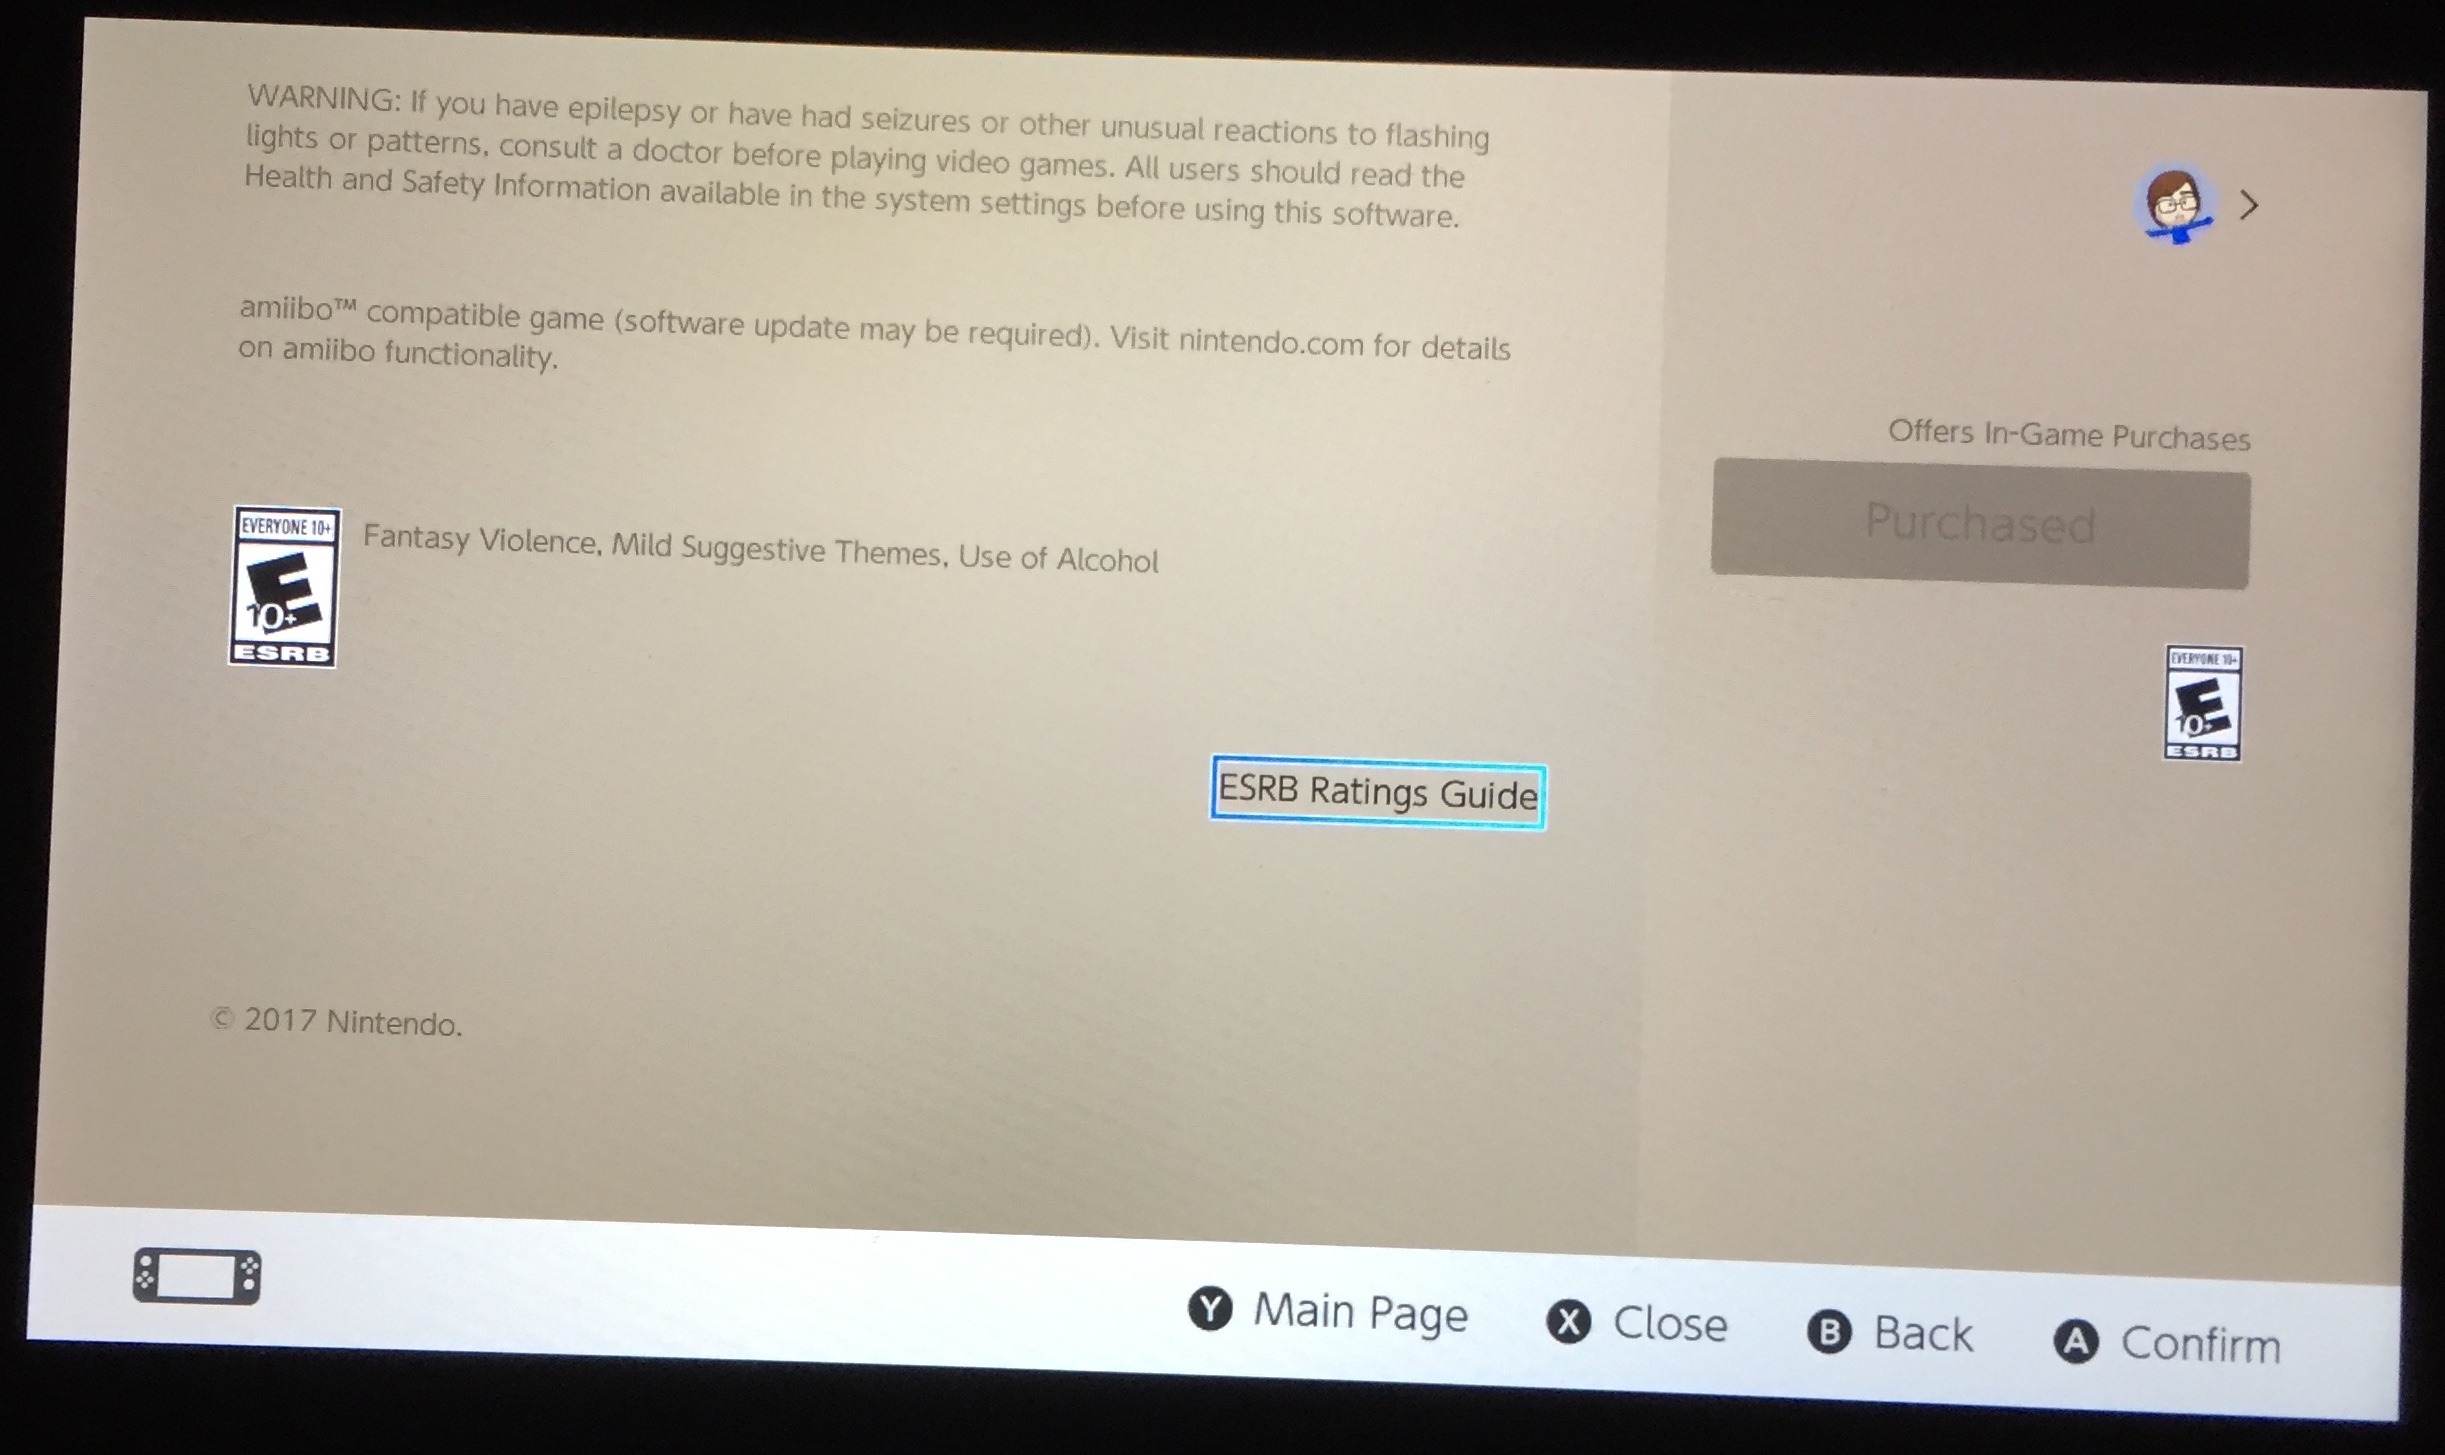 WARNING: If you have epilepsy or have had seizures or other unusual reactions to flashing
lights or patterns, consult a doctor before playing video games. All users should read the
Health and Safety Information available in the system settings before using this software.
amiibo™ compatible game (software update may be required). Visit nintendo.com for details
on amiibo functionality.
Offers In-Game Purchases
Purchased
EVERYONE 10+
E
10+
ESRB
Fantasy Violence, Mild Suggestive Themes, Use of Alcohol
EVERYONE 10+
E
10+
ESRB
ESRB Ratings Guide
© 2017 Nintendo.
Y Main Page X Close B Back A Confirm